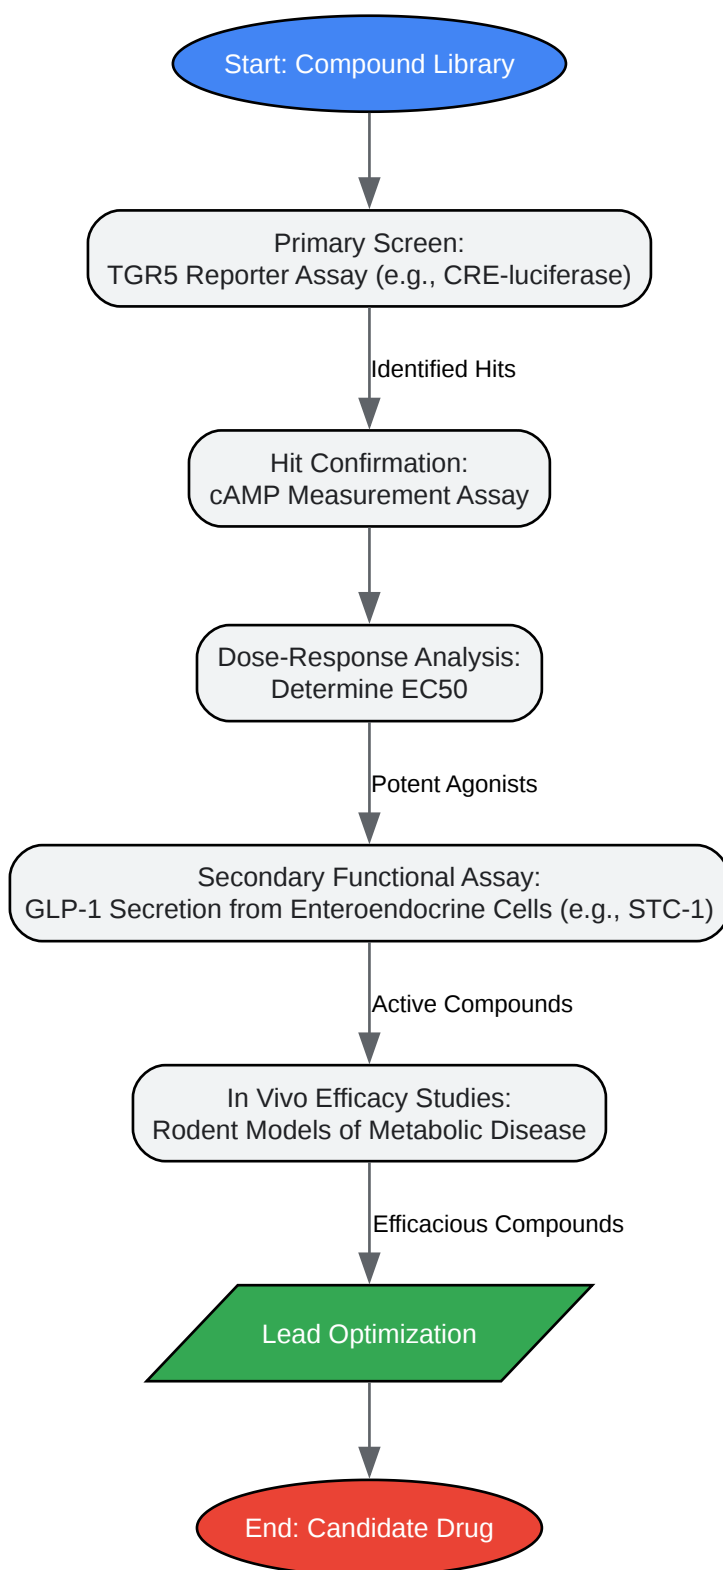 Start: Compound Library
Primary Screen:
TGR5 Reporter Assay (e.g., CRE-luciferase)
Identified Hits
Hit Confirmation:
cAMP Measurement Assay
Dose-Response Analysis:
Determine EC50
Potent Agonists
Secondary Functional Assay:
GLP-1 Secretion from Enteroendocrine Cells (e.g., STC-1)
Active Compounds
In Vivo Efficacy Studies:
Rodent Models of Metabolic Disease
Efficacious Compounds
Lead Optimization
End: Candidate Drug